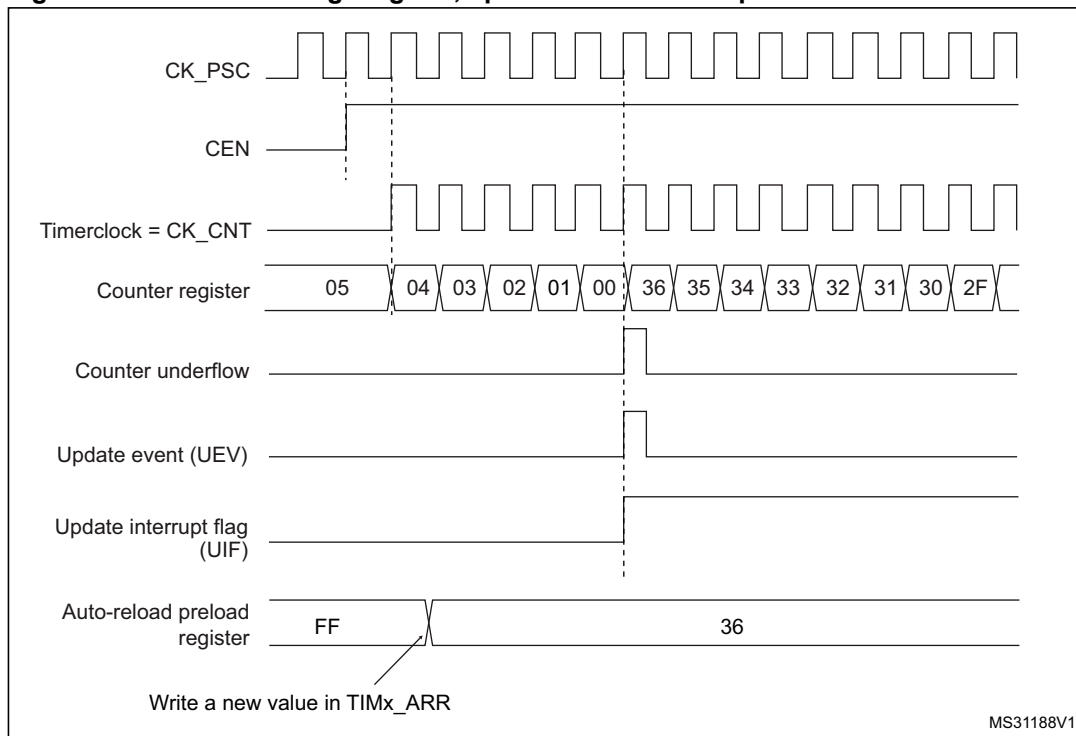 CK_PSC
CEN
Timerclock = CK_CNT
Counter register 05 04 03 02 01 00 36 35 34 33 32 31 30 2F
Counter underflow
Update event (UEV)
Update interrupt flag
(UIF)
Auto-reload preload
register
FF 36
Write a new value in TIMx_ARR
MS31188V1